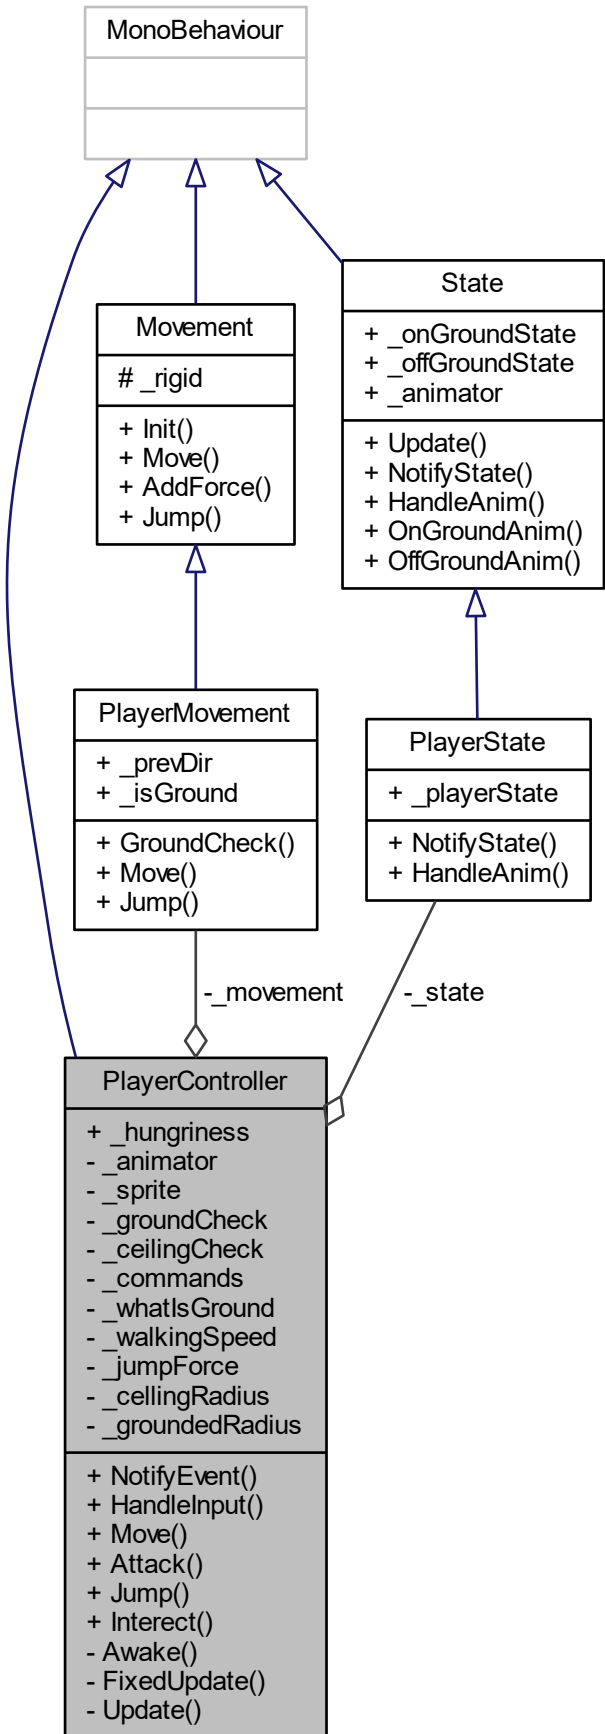 MonoBehaviour
State
+ _onGroundState
+ _offGroundState
+ _animator
+ Update()
+ NotifyState()
+ HandleAnim()
+ OnGroundAnim()
+ OffGroundAnim()
Movement
# _rigid
+ Init()
+ Move()
+ AddForce()
+ Jump()
PlayerMovement
+ _prevDir
+ _isGround
+ GroundCheck()
+ Move()
+ Jump()
PlayerState
+ _playerState
+ NotifyState()
+ HandleAnim()
-_movement
-_state
PlayerController
+ _hungriness
- _animator
- _sprite
- _groundCheck
- _ceilingCheck
- _commands
- _whatIsGround
- _walkingSpeed
- _jumpForce
- _cellingRadius
- _groundedRadius
+ NotifyEvent()
+ HandleInput()
+ Move()
+ Attack()
+ Jump()
+ Interect()
- Awake()
- FixedUpdate()
- Update()